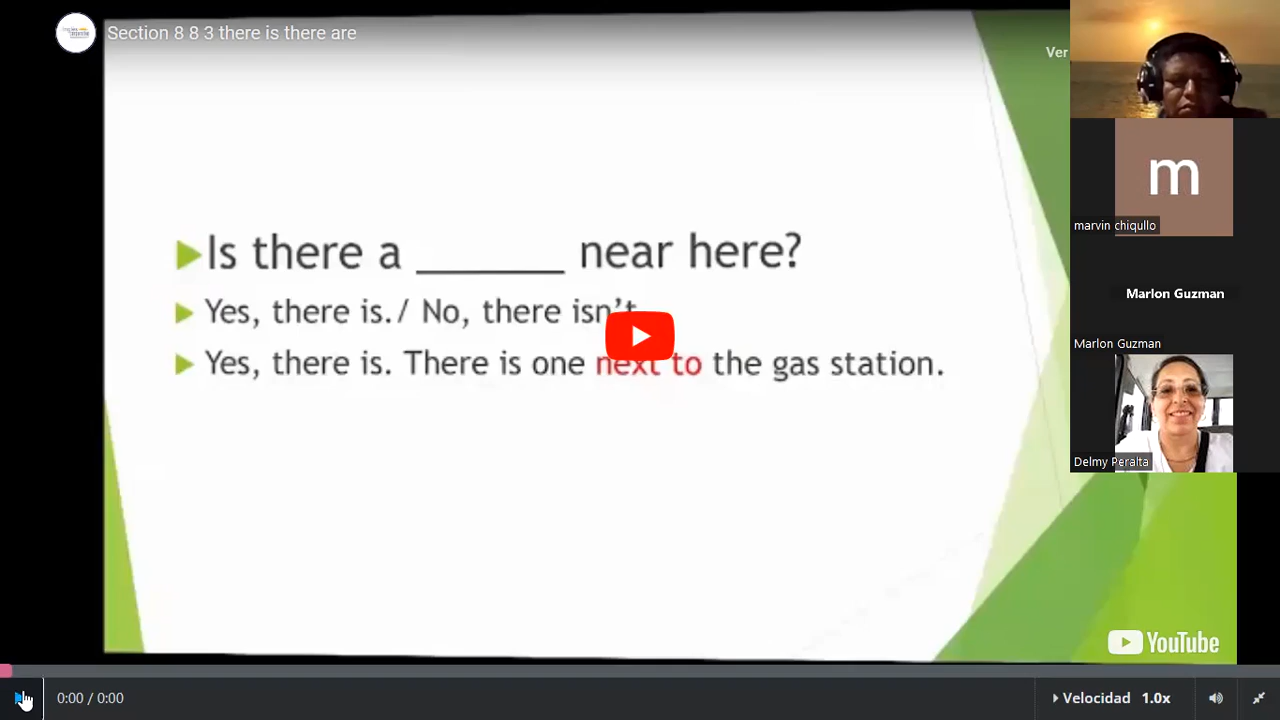 Section 8 8 3 there is there are
Ver
m
marvin chiqullo
Is there a ______ near here?
Yes, there is./ No, there isn't
Marlon Guzman
Marlon Guzman
Yes, there is. There is one next to the gas station.
Delmy Peralta
YouTube
0:00 / 0:00
Velocidad 1.0x